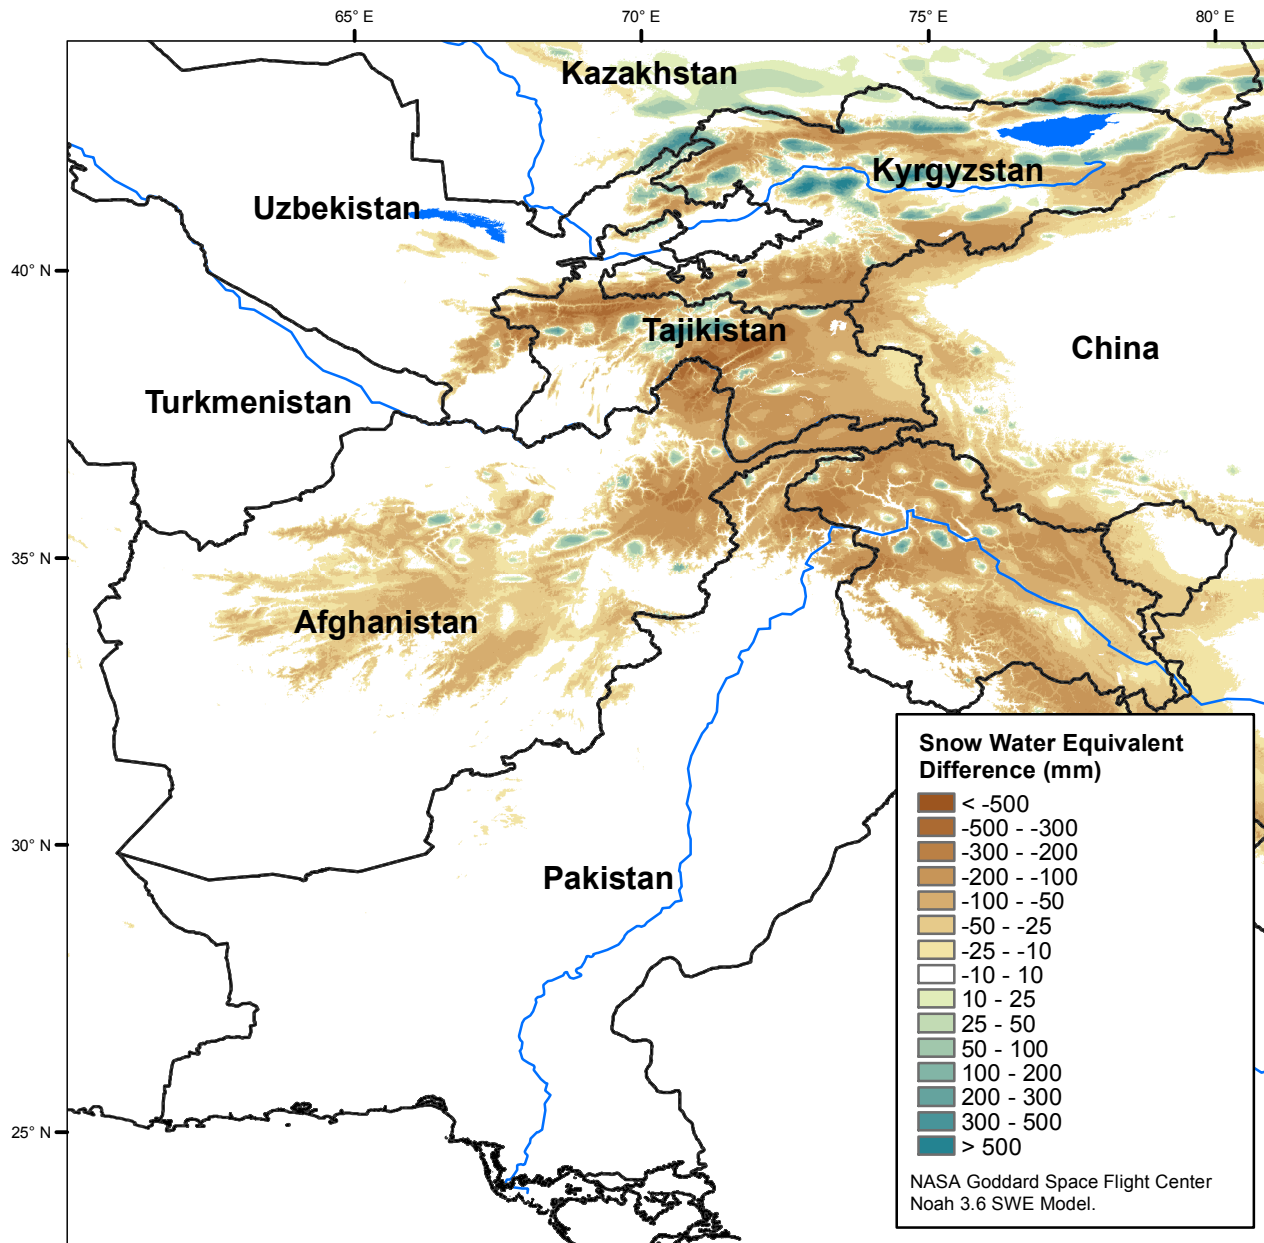 65° E
70° E
75° E
80° E
Kazakhstan
Kyrgyzstan
Uzbekistan
40° N
Tajikistan
China
Turkmenistan
35° N
Afghanistan
30° N
Pakistan
25° N
Snow Water Equivalent
Difference (mm)
< -500
-500 - -300
-300 - -200
-200 - -100
-100 - -50
-50 - -25
-25 - -10
-10 - 10
10 - 25
25 - 50
50 - 100
100 - 200
200 - 300
300 - 500
> 500
NASA Goddard Space Flight Center
Noah 3.6 SWE Model.